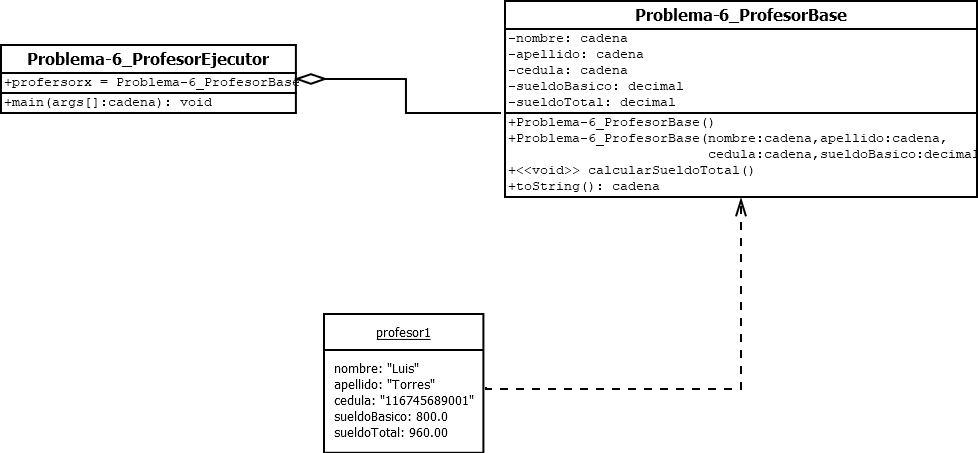 Problema-6_ProfesorEjecutor
+profersorx = Problema-6_ProfesorBase
+main(args[]:cadena): void
Problema-6_ProfesorBase
-nombre: cadena
-apellido: cadena
-cedula: cadena
-sueldoBasico: decimal
-sueldoTotal: decimal
+Problema-6_ProfesorBase()
+Problema-6_ProfesorBase(nombre:cadena,apellido:cadena,
cedula:cadena,sueldoBasico:decimal
+<<void>> calcularSueldoTotal()
+toString(): cadena
profesor1
nombre: "Luis"
apellido: "Torres"
cedula: "116745689001"
sueldoBasico: 800.0
sueldoTotal: 960.00